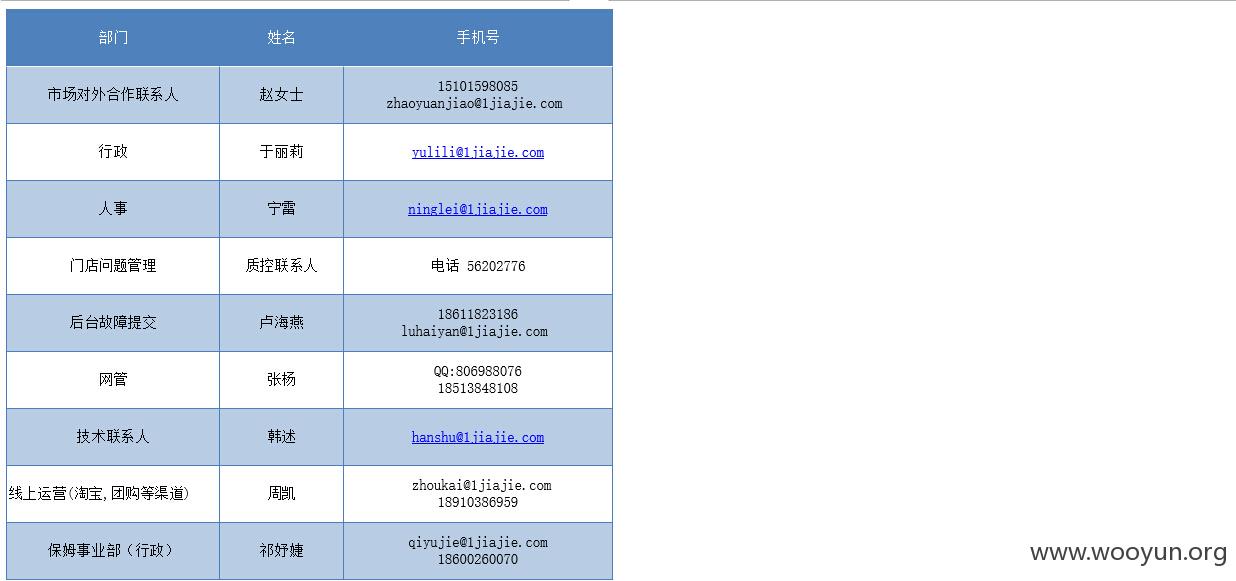 部门 姓名 手机号
市场对外合作联系人 赵女士 15101598085
zhaoyuanjiao@1jiajie.com
行政 于丽莉 yulili@1jiajie.com
人事 宁雷 ninglei@1jiajie.com
门店问题管理 质控联系人 电话 56202776
后台故障提交 卢海燕 18611823186
luhaiyan@1jiajie.com
网管 张杨 QQ:806988076
18513848108
技术联系人 韩述 hanshu@1jiajie.com
线上运营(淘宝,团购等渠道) 周凯 zhoukai@1jiajie.com
18910386959
保姆事业部（行政） 祁妤婕 qiyujie@1jiajie.com
18600260070
www.wooyun.org